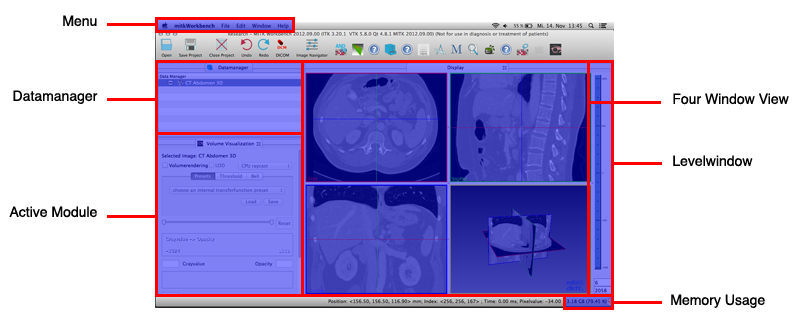 Menu
mitkWorkbench File Edit Window Help
55% Mi. 14. Nov 11:45
Research - MITK Workbench 2012.09.00 (ITK 3.20.1 VTK 5.8.0 Qt 4.8.1 MITK 2012.09.00) (Not for use in diagnosis or treatment of patients)
Open Save Project Close Project Undo Redo DICOM Image Navigator
Datamanager Display
Data Manager
CT Abdomen 3D
Datamanager
Four Window View
Levelwindow
Volume Visualization
Selected Image: CT Abdomen 3D
Volumerendering LOD CPU raycast
Presets Threshold Bell
choose an internal transferfunction preset
Load Save
Active Module
Reset
Grayvalue -> Opacity
Grayvalue Opacity
6
2058
Position: <156.50, 156.50, 116.90> mm; Index: <256, 256, 167> ; Time: 0.00 ms; Pixelvalue: -34.00 3.18 GB (79.45 %)
Memory Usage